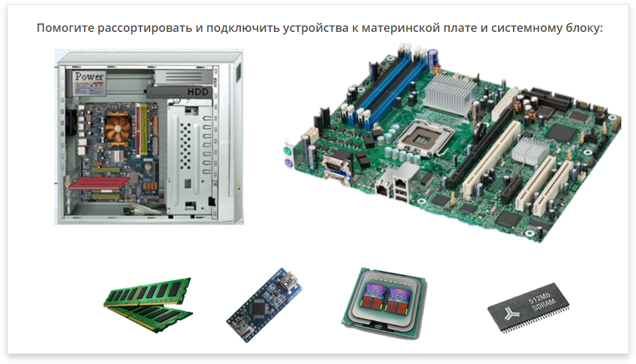 Помогите рассортировать и подключить устройства к материнской плате и системному блоку:
Power
HDD
512Mb
SDRAM